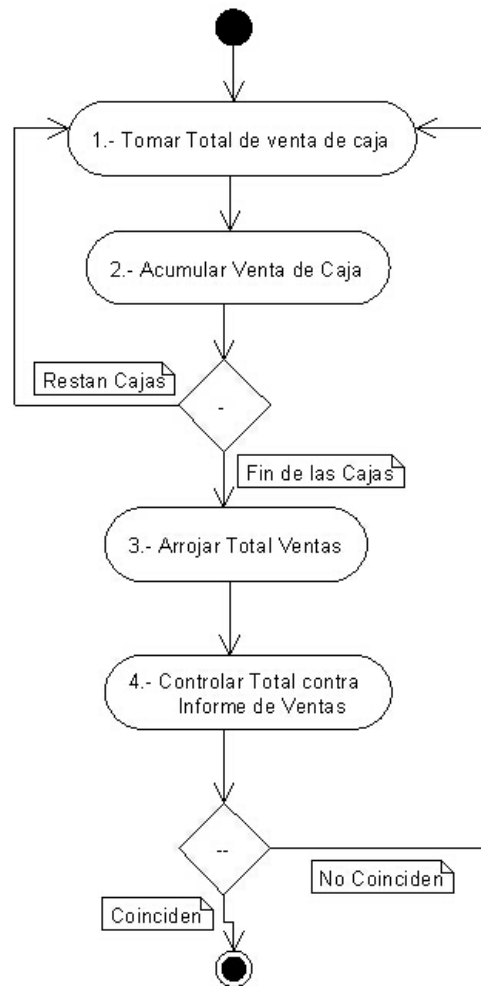 1.- Tomar Total de venta de caja
2.- Acumular Venta de Caja
Restan Cajas
-
Fin de las Cajas
3.- Arrojar Total Ventas
4.- Controlar Total contra
Informe de Ventas
--
No Coinciden
Coinciden